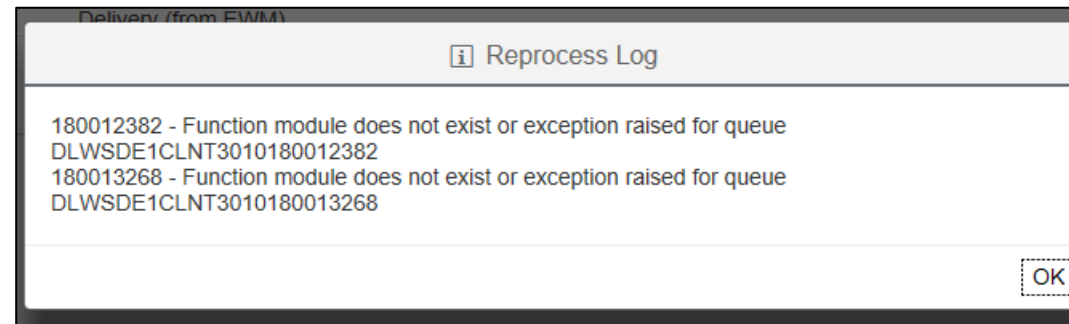 Delivery (from EWM)
Reprocess Log
180012382 - Function module does not exist or exception raised for queue
DLWSDE1CLNT3010180012382
180013268 - Function module does not exist or exception raised for queue
DLWSDE1CLNT3010180013268
OK